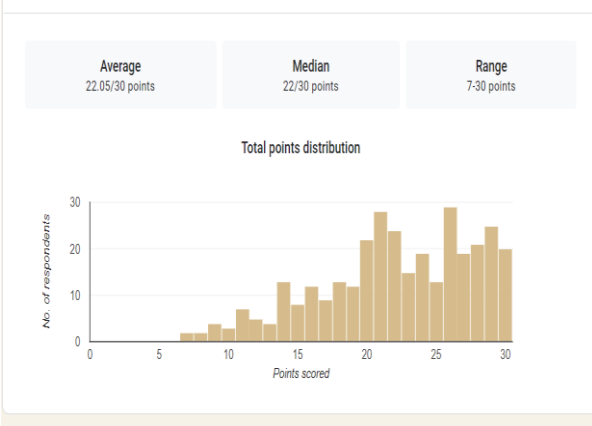 Average
22.05/30 points
Median
22/30 points
Range
7-30 points
Total points distribution
No. of respondents
30
20
10
0
0 5 10 15 20 25 30
Points scored